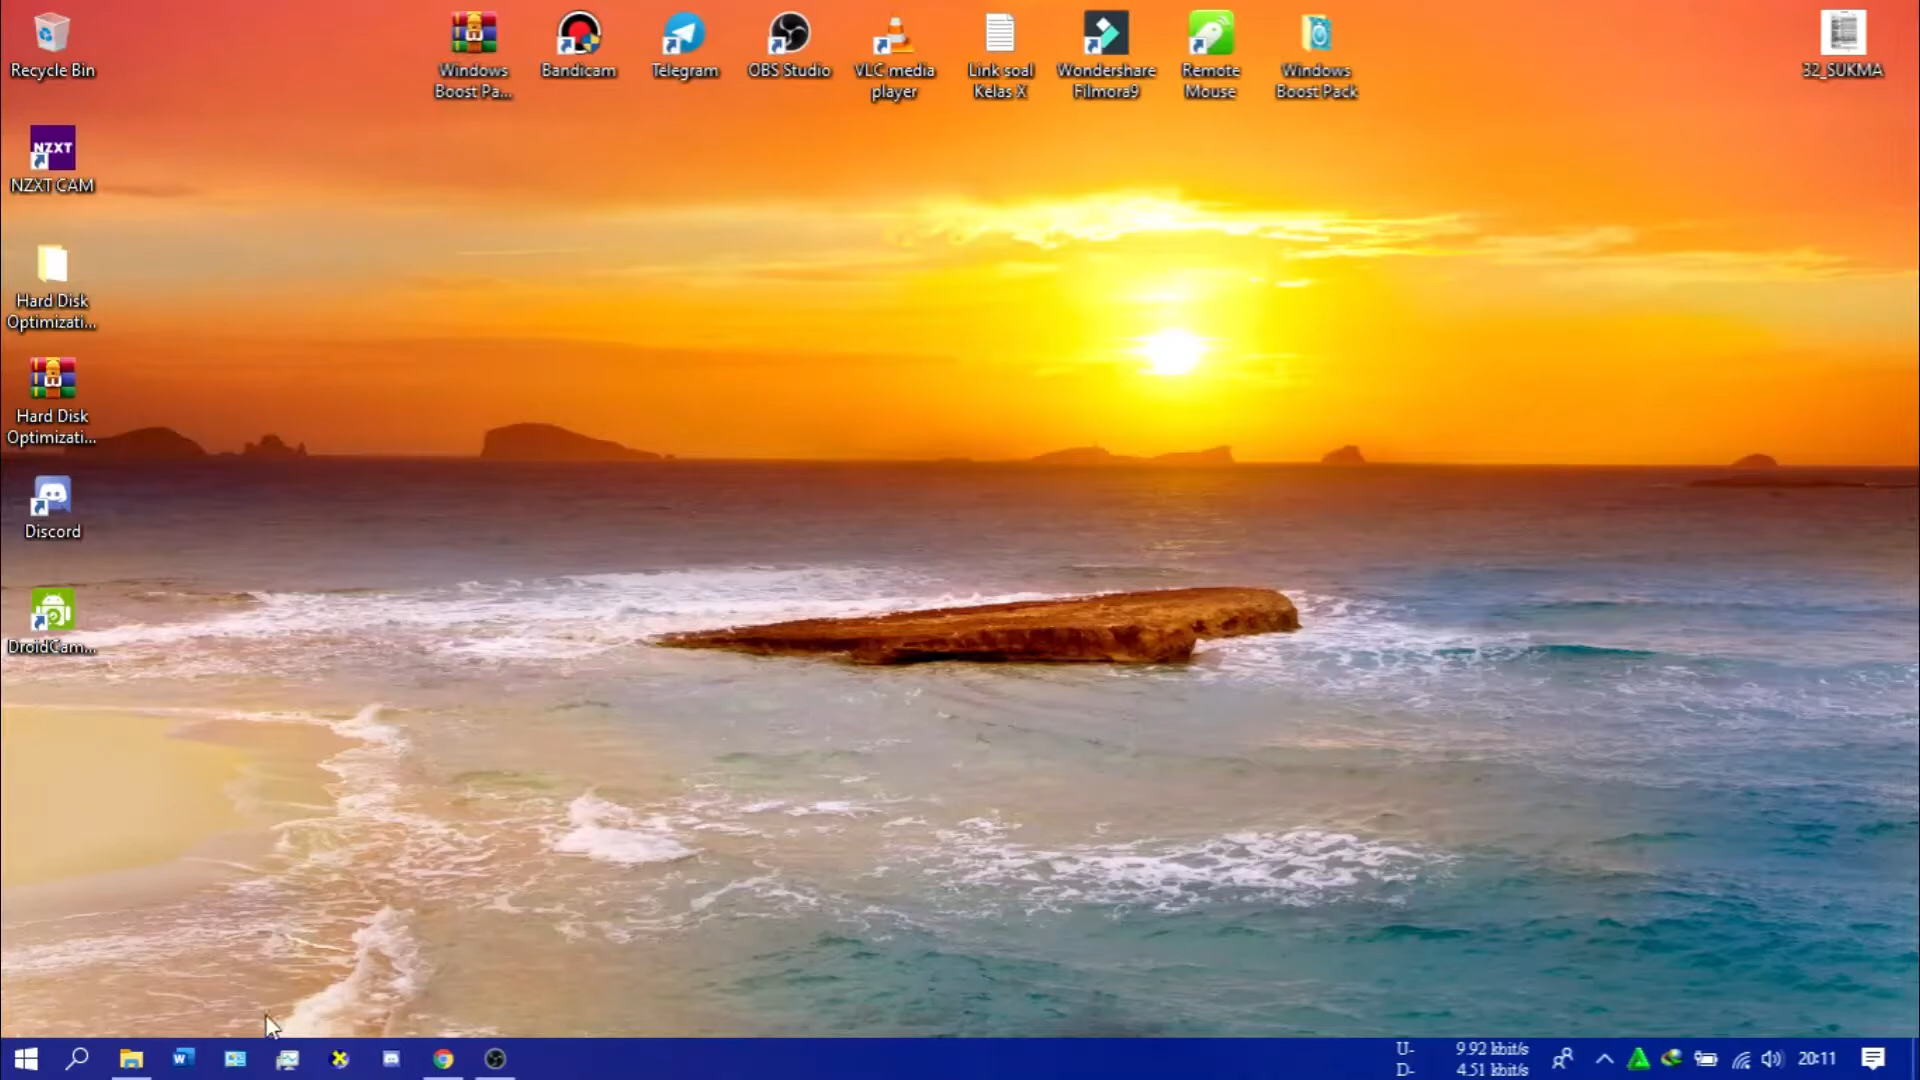 Recycle Bin
Windows
Boost Pa...
Bandicam
Telegram
OBS Studio
VLC media
player
Link soal
Kelas X
Wondershare
Filmora9
Remote
Mouse
Windows
Boost Pack
32_SUKMA
NZXT
NZXT CAM
Hard Disk
Optimizati...
Hard Disk
Optimizati...
Discord
DroidCam...
U- 9.92 kbit/s
D- 4.51 kbit/s
20:11